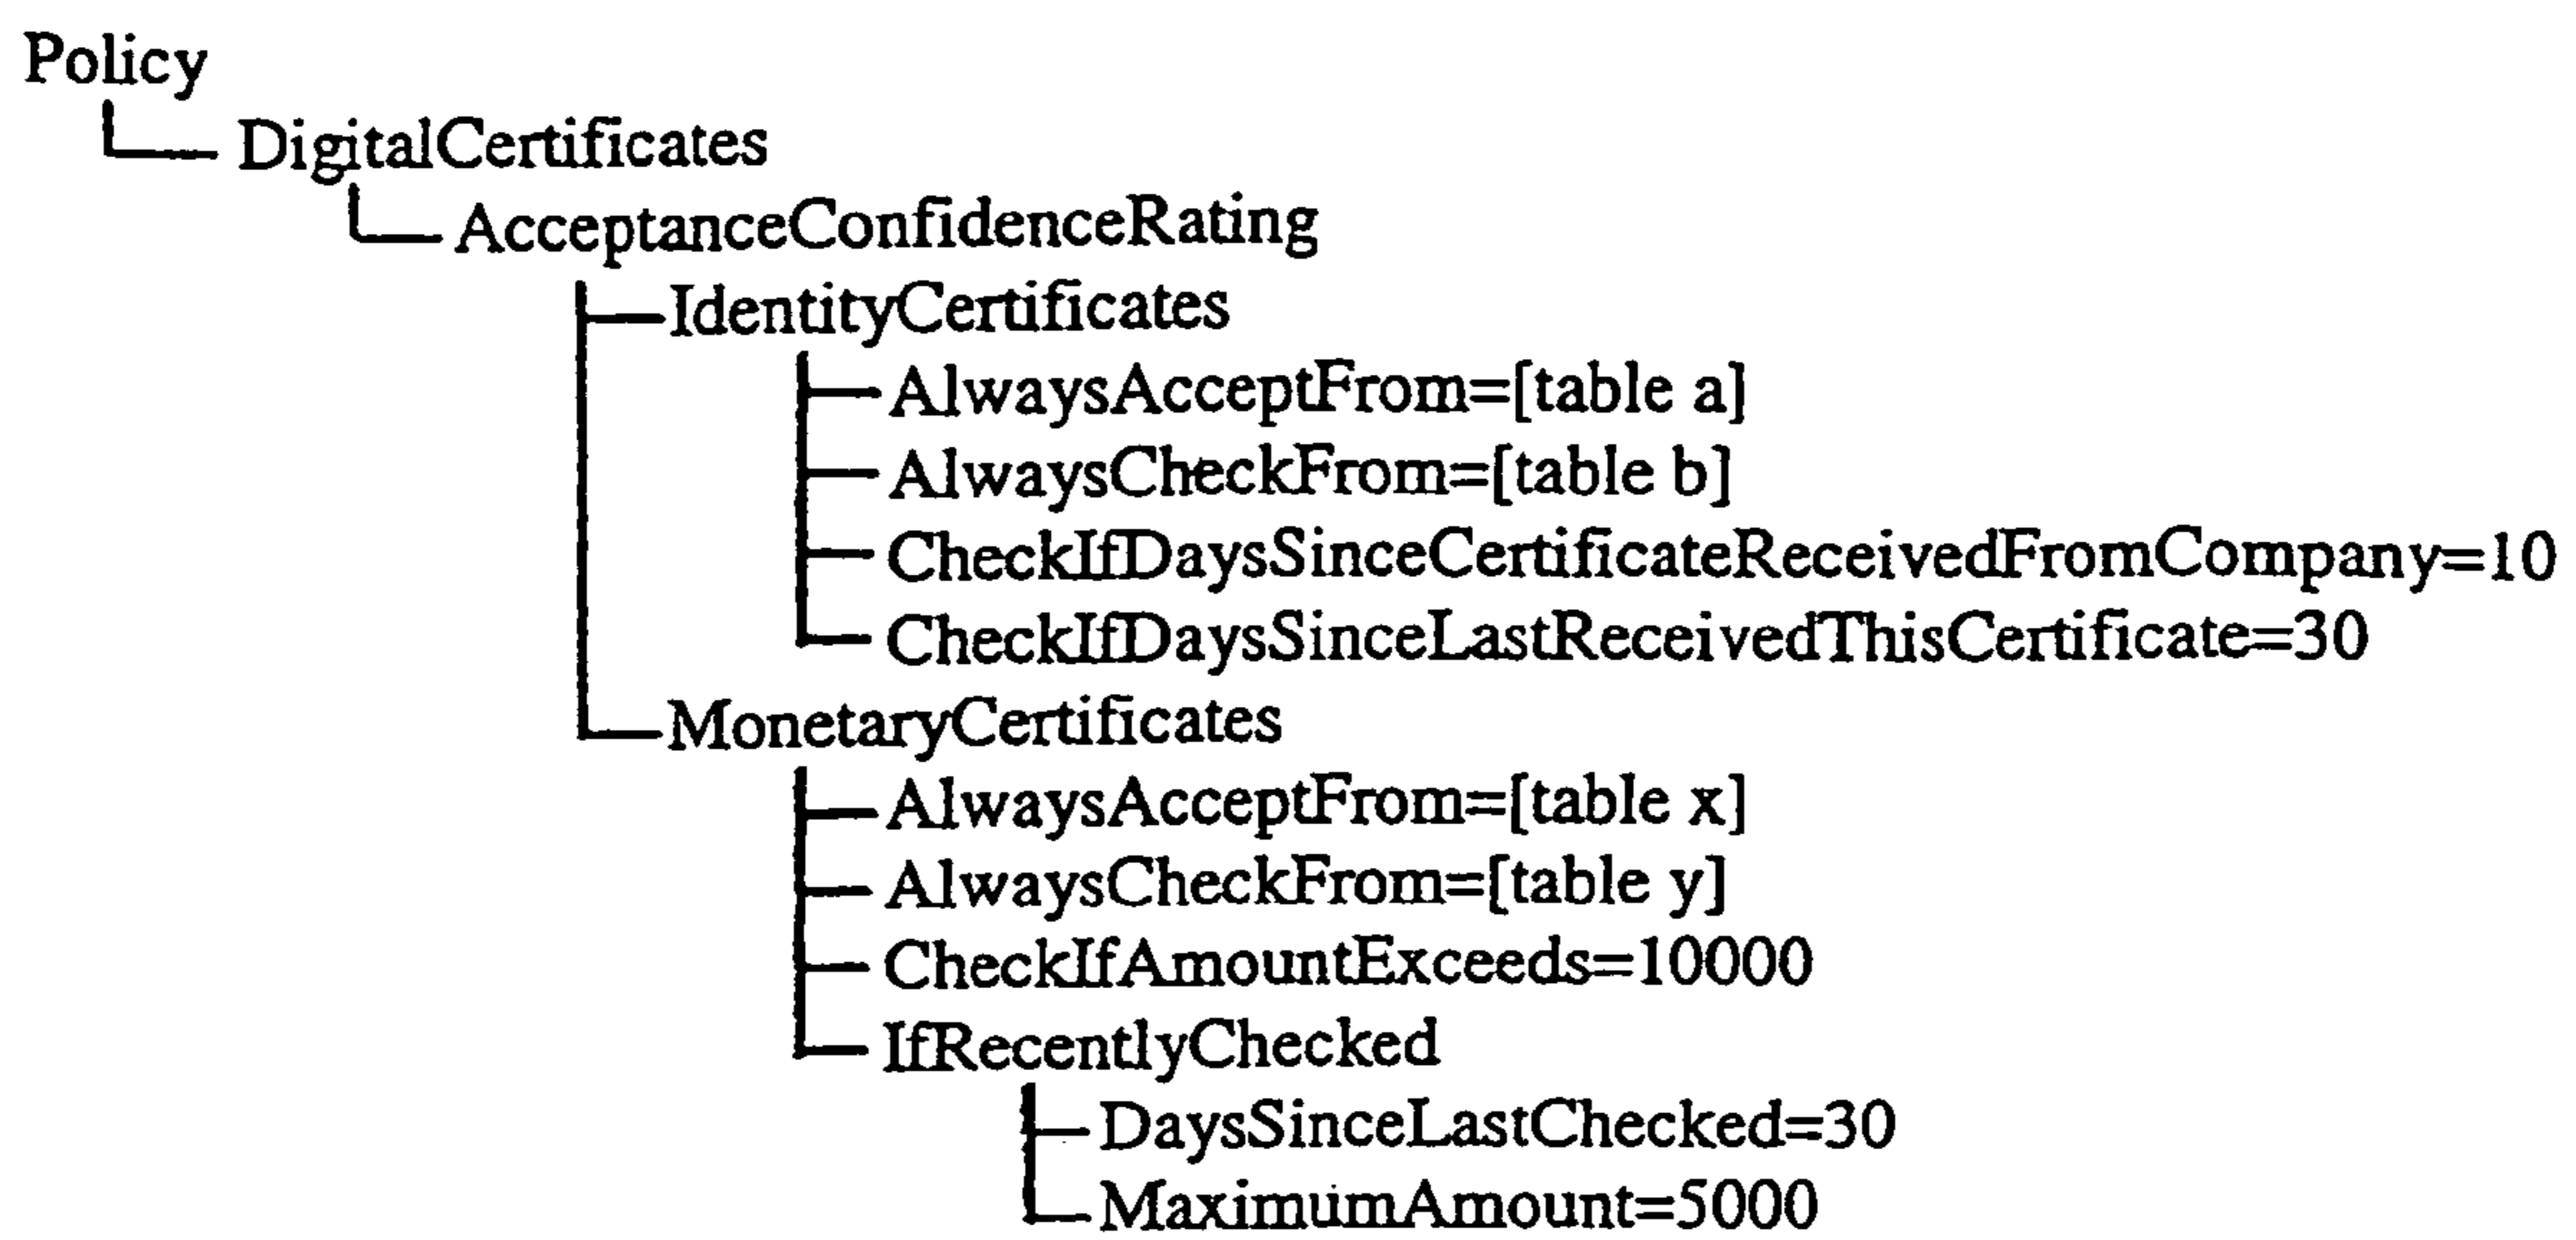 Policy
DigitalCertificates
AcceptanceConfidenceRating
IdentityCertificates
AlwaysAcceptFrom=[table a]
AlwaysCheckFrom=[table b]
CheckIfDaysSinceCertificateReceivedFromCompany=10
CheckIfDaysSinceLastReceivedThisCertificate=30
MonetaryCertificates
AlwaysAcceptFrom=[table x]
AlwaysCheckFrom=[table y]
CheckIfAmountExceeds=10000
IfRecentlyChecked
DaysSinceLastChecked=30
MaximumAmount=5000